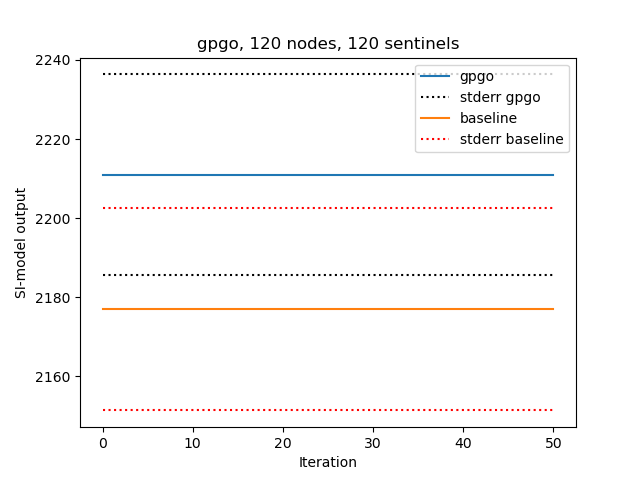 gpgo, 120 nodes, 120 sentinels
2240
2220
2200
2180
2160
SI-model output
gpgo
stderr gpgo
baseline
stderr baseline
0 10 20 30 40 50
Iteration